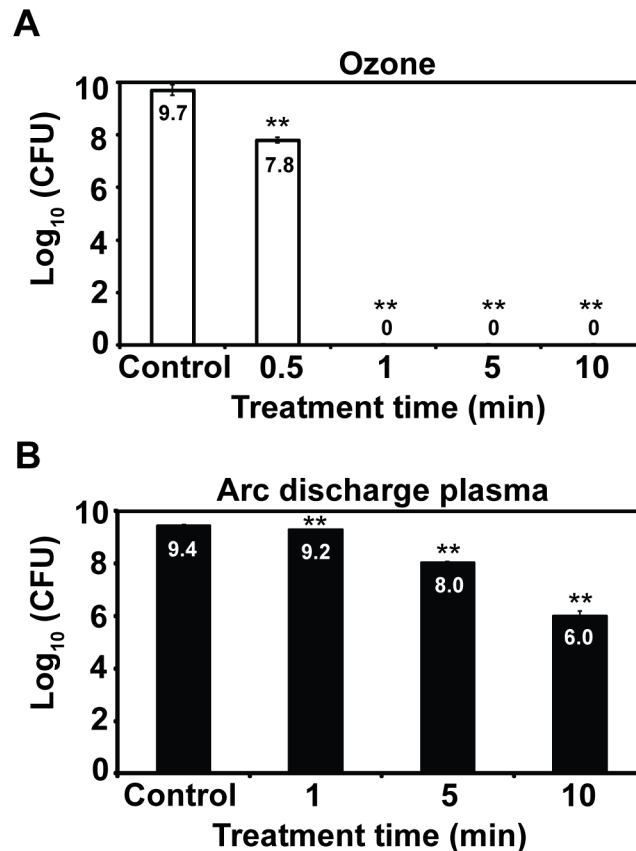 A
Ozone
Log10 (CFU)
10
8
6
4
2
0
9.7
**
7.8
**
0
**
0
**
0
Control 0.5 1 5 10
Treatment time (min)
B
Arc discharge plasma
Log10 (CFU)
10
8
6
4
2
0
9.4
**
9.2
**
8.0
**
6.0
Control 1 5 10
Treatment time (min)